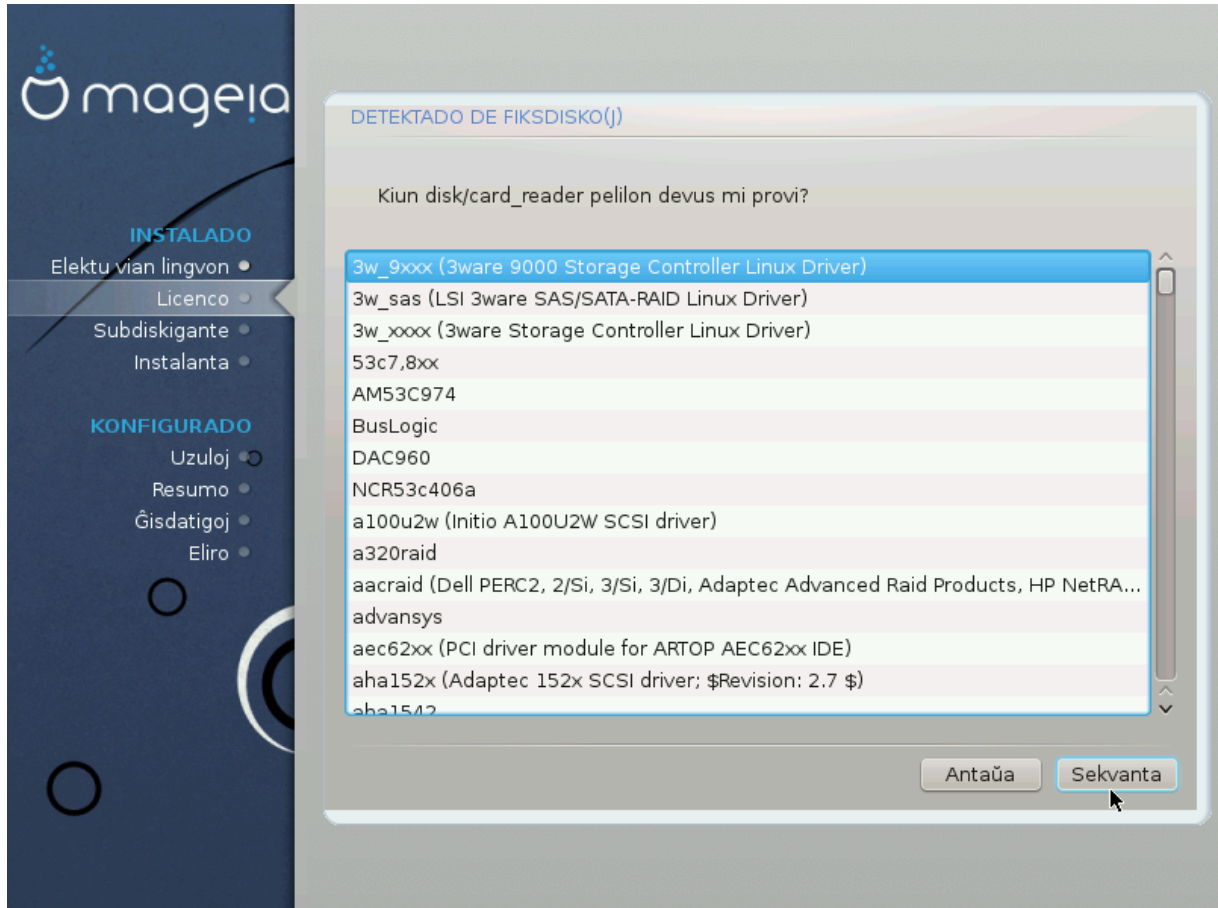 mageia
INSTALADO
Elektu vian lingvon
Licenco
Subdiskigante
Instalanta
KONFIGURADO
Uzuloj
Resumo
Ĝisdatigoj
Eliro
DETEKTADO DE FIKSDISKO(J)
Kiun disk/card_reader pelilon devus mi provi?
3w_9xxx (3ware 9000 Storage Controller Linux Driver)
3w_sas (LSI 3ware SAS/SATA-RAID Linux Driver)
3w_xxxx (3ware Storage Controller Linux Driver)
53c7,8xx
AM53C974
BusLogic
DAC960
NCR53c406a
a100u2w (Initio A100U2W SCSI driver)
a320raid
aacraid (Dell PERC2, 2/Si, 3/Si, 3/Di, Adaptec Advanced Raid Products, HP NetRA...
advansys
aec62xx (PCI driver module for ARTOP AEC62xx IDE)
aha152x (Adaptec 152x SCSI driver; $Revision: 2.7 $)
aha1542
Antaŭa
Sekvanta